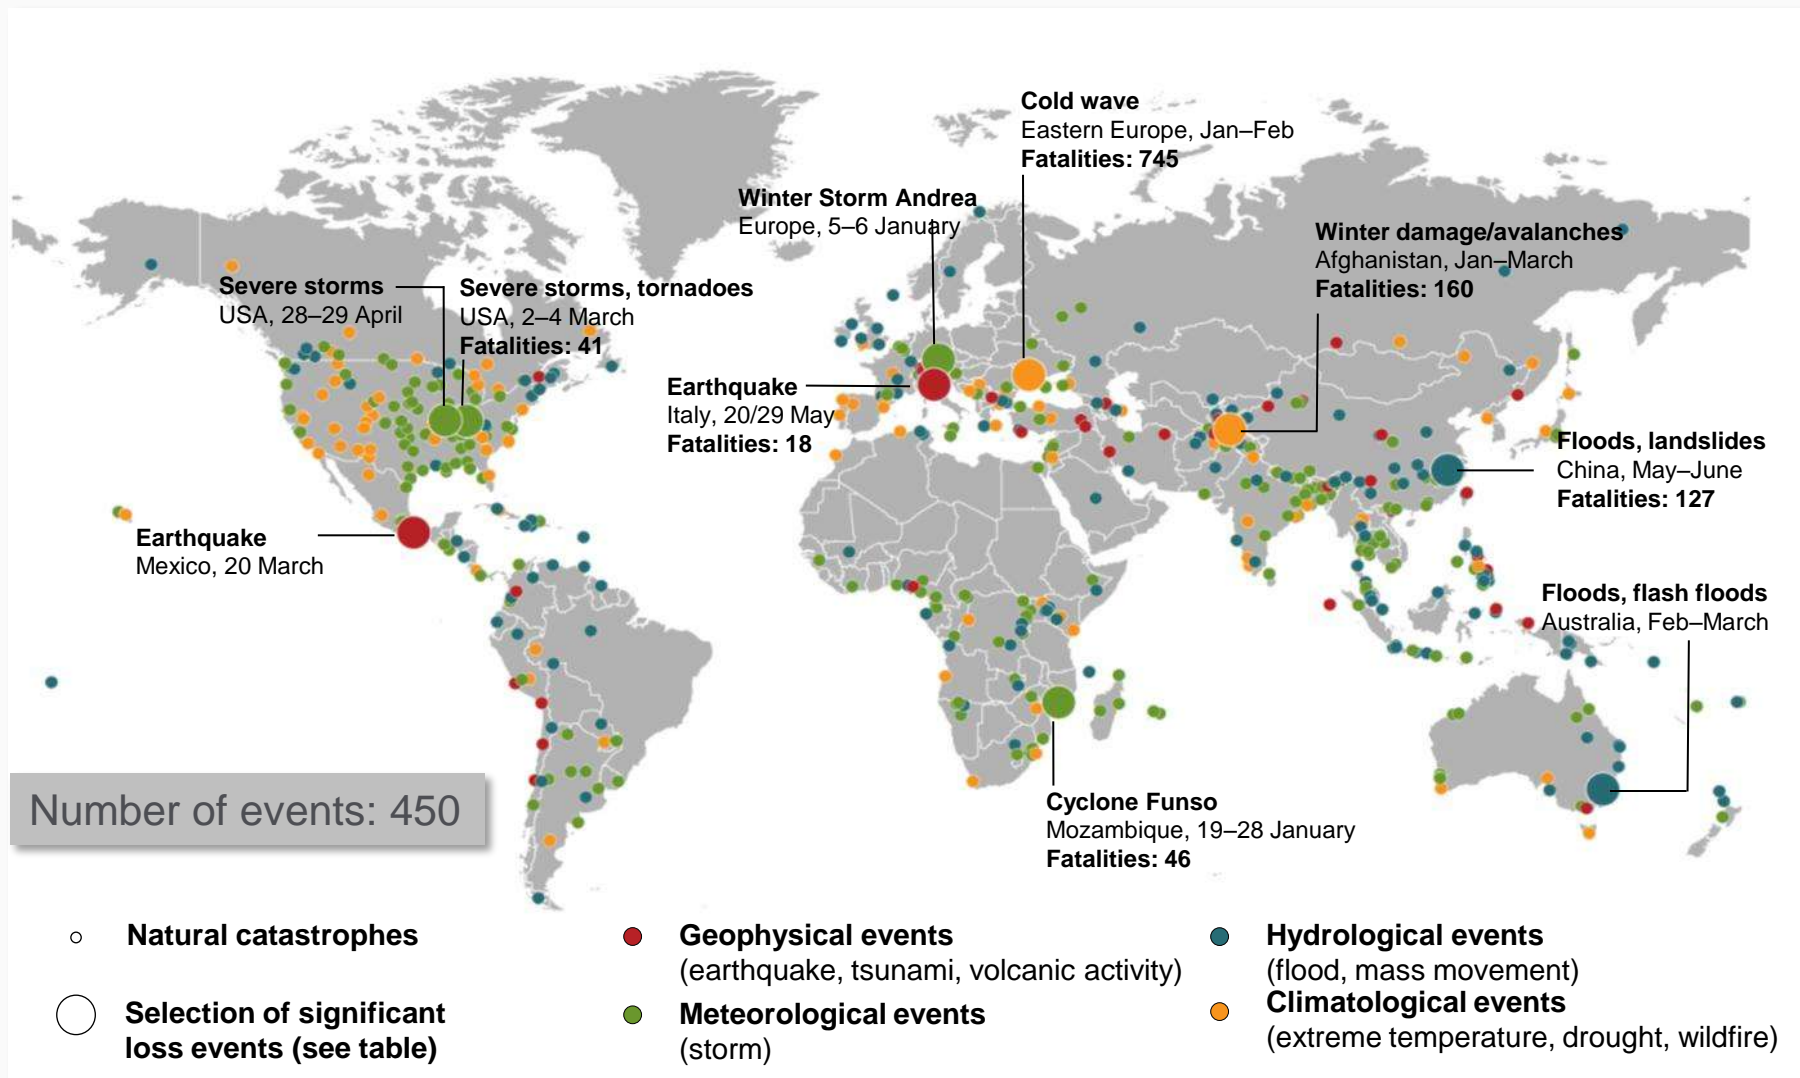 Cold wave
Eastern Europe, Jan–Feb
Fatalities: 745
Winter Storm Andrea
Europe, 5–6 January
Winter damage/avalanches
Afghanistan, Jan–March
Fatalities: 160
Severe storms
USA, 28–29 April
Severe storms, tornadoes
USA, 2–4 March
Fatalities: 41
Earthquake
Italy, 20/29 May
Fatalities: 18
Floods, landslides
China, May–June
Fatalities: 127
Earthquake
Mexico, 20 March
Floods, flash floods
Australia, Feb–March
Number of events: 450
Cyclone Funso
Mozambique, 19–28 January
Fatalities: 46
Natural catastrophes
Selection of significant
loss events (see table)
Geophysical events
(earthquake, tsunami, volcanic activity)
Meteorological events
(storm)
Hydrological events
(flood, mass movement)
Climatological events
(extreme temperature, drought, wildfire)